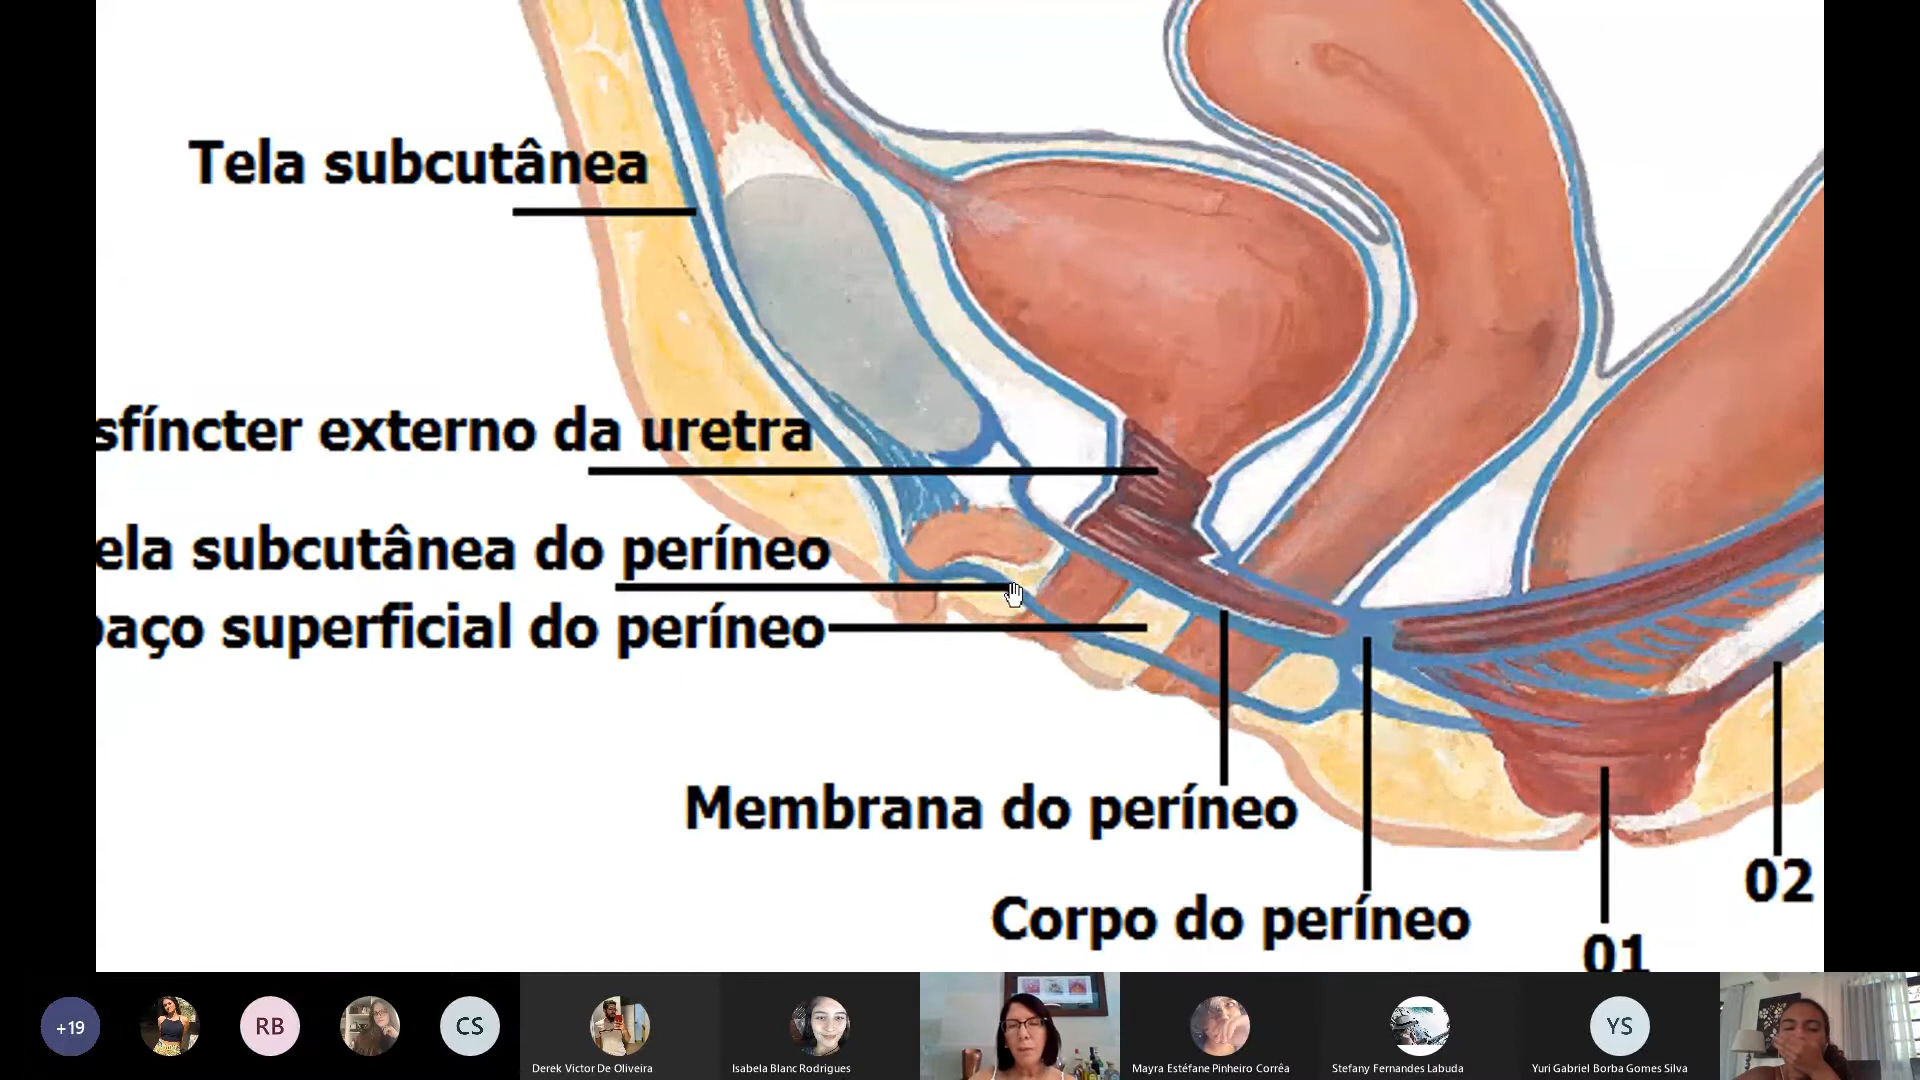 Tela subcutânea
sfíncter externo da uretra
ela subcutânea do períneo
paço superficial do períneo
Membrana do períneo
Corpo do períneo
02
01
+19
RB
CS
Derek Victor De Oliveira
Isabela Blanc Rodrigues
Mayra Estéfane Pinheiro Corrêa
Stefany Fernandes Labuda
YS
Yuri Gabriel Borba Gomes Silva